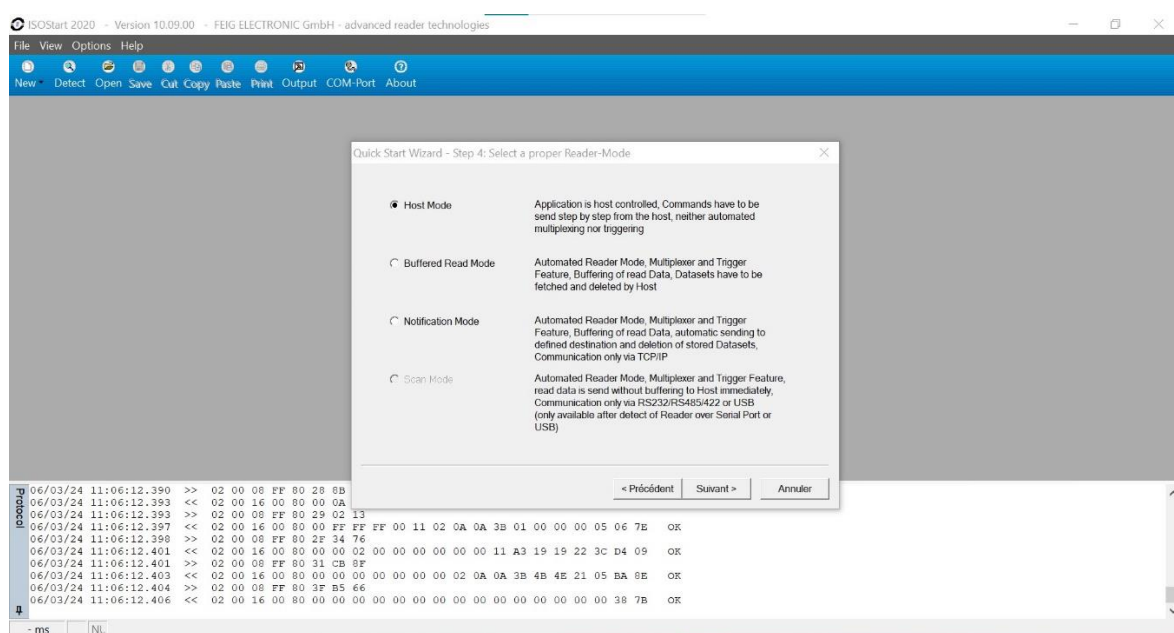 ISOStart 2020 - Version 10.09.00 - FEIG ELECTRONIC GmbH - advanced reader technologies
File View Options Help
New Detect Open Save Cut Copy Paste Print Output COM-Port About
Quick Start Wizard - Step 4: Select a proper Reader-Mode
Host Mode
Application is host controlled, Commands have to be
send step by step from the host, neither automated
multiplexing nor triggering
Buffered Read Mode
Automated Reader Mode, Multiplexer and Trigger
Feature, Buffering of read Data, Datasets have to be
fetched and deleted by Host
Notification Mode
Automated Reader Mode, Multiplexer and Trigger
Feature, Buffering of read Data, automatic sending to
defined destination and deletion of stored Datasets,
Communication only via TCP/IP
Scan Mode
Automated Reader Mode, Multiplexer and Trigger Feature,
read data is send without buffering to Host immediately,
Communication only via RS232/RS485/422 or USB
(only available after detect of Reader over Serial Port or
USB)
< Précédent Suivant > Annuler
Protocol
06/03/24 11:06:12.390 >> 02 00 08 FF 80 28 8B
06/03/24 11:06:12.393 << 02 00 16 00 80 00 0A
06/03/24 11:06:12.393 >> 02 00 08 FF 80 29 02 13
06/03/24 11:06:12.397 << 02 00 16 00 80 00 FF FF FF 00 11 02 0A 0A 3B 01 00 00 00 05 06 7E OK
06/03/24 11:06:12.398 >> 02 00 08 FF 80 2F 34 76
06/03/24 11:06:12.401 << 02 00 16 00 80 00 00 02 00 00 00 00 00 00 11 A3 19 19 22 3C D4 09 OK
06/03/24 11:06:12.401 >> 02 00 08 FF 80 31 CB 8F
06/03/24 11:06:12.403 << 02 00 16 00 80 00 00 00 00 00 00 00 02 0A 0A 3B 4B 4E 21 05 BA 8E OK
06/03/24 11:06:12.404 >> 02 00 08 FF 80 3F B5 66
06/03/24 11:06:12.406 << 02 00 16 00 80 00 00 00 00 00 00 00 00 00 00 00 00 00 00 00 38 7B OK
- ms NL